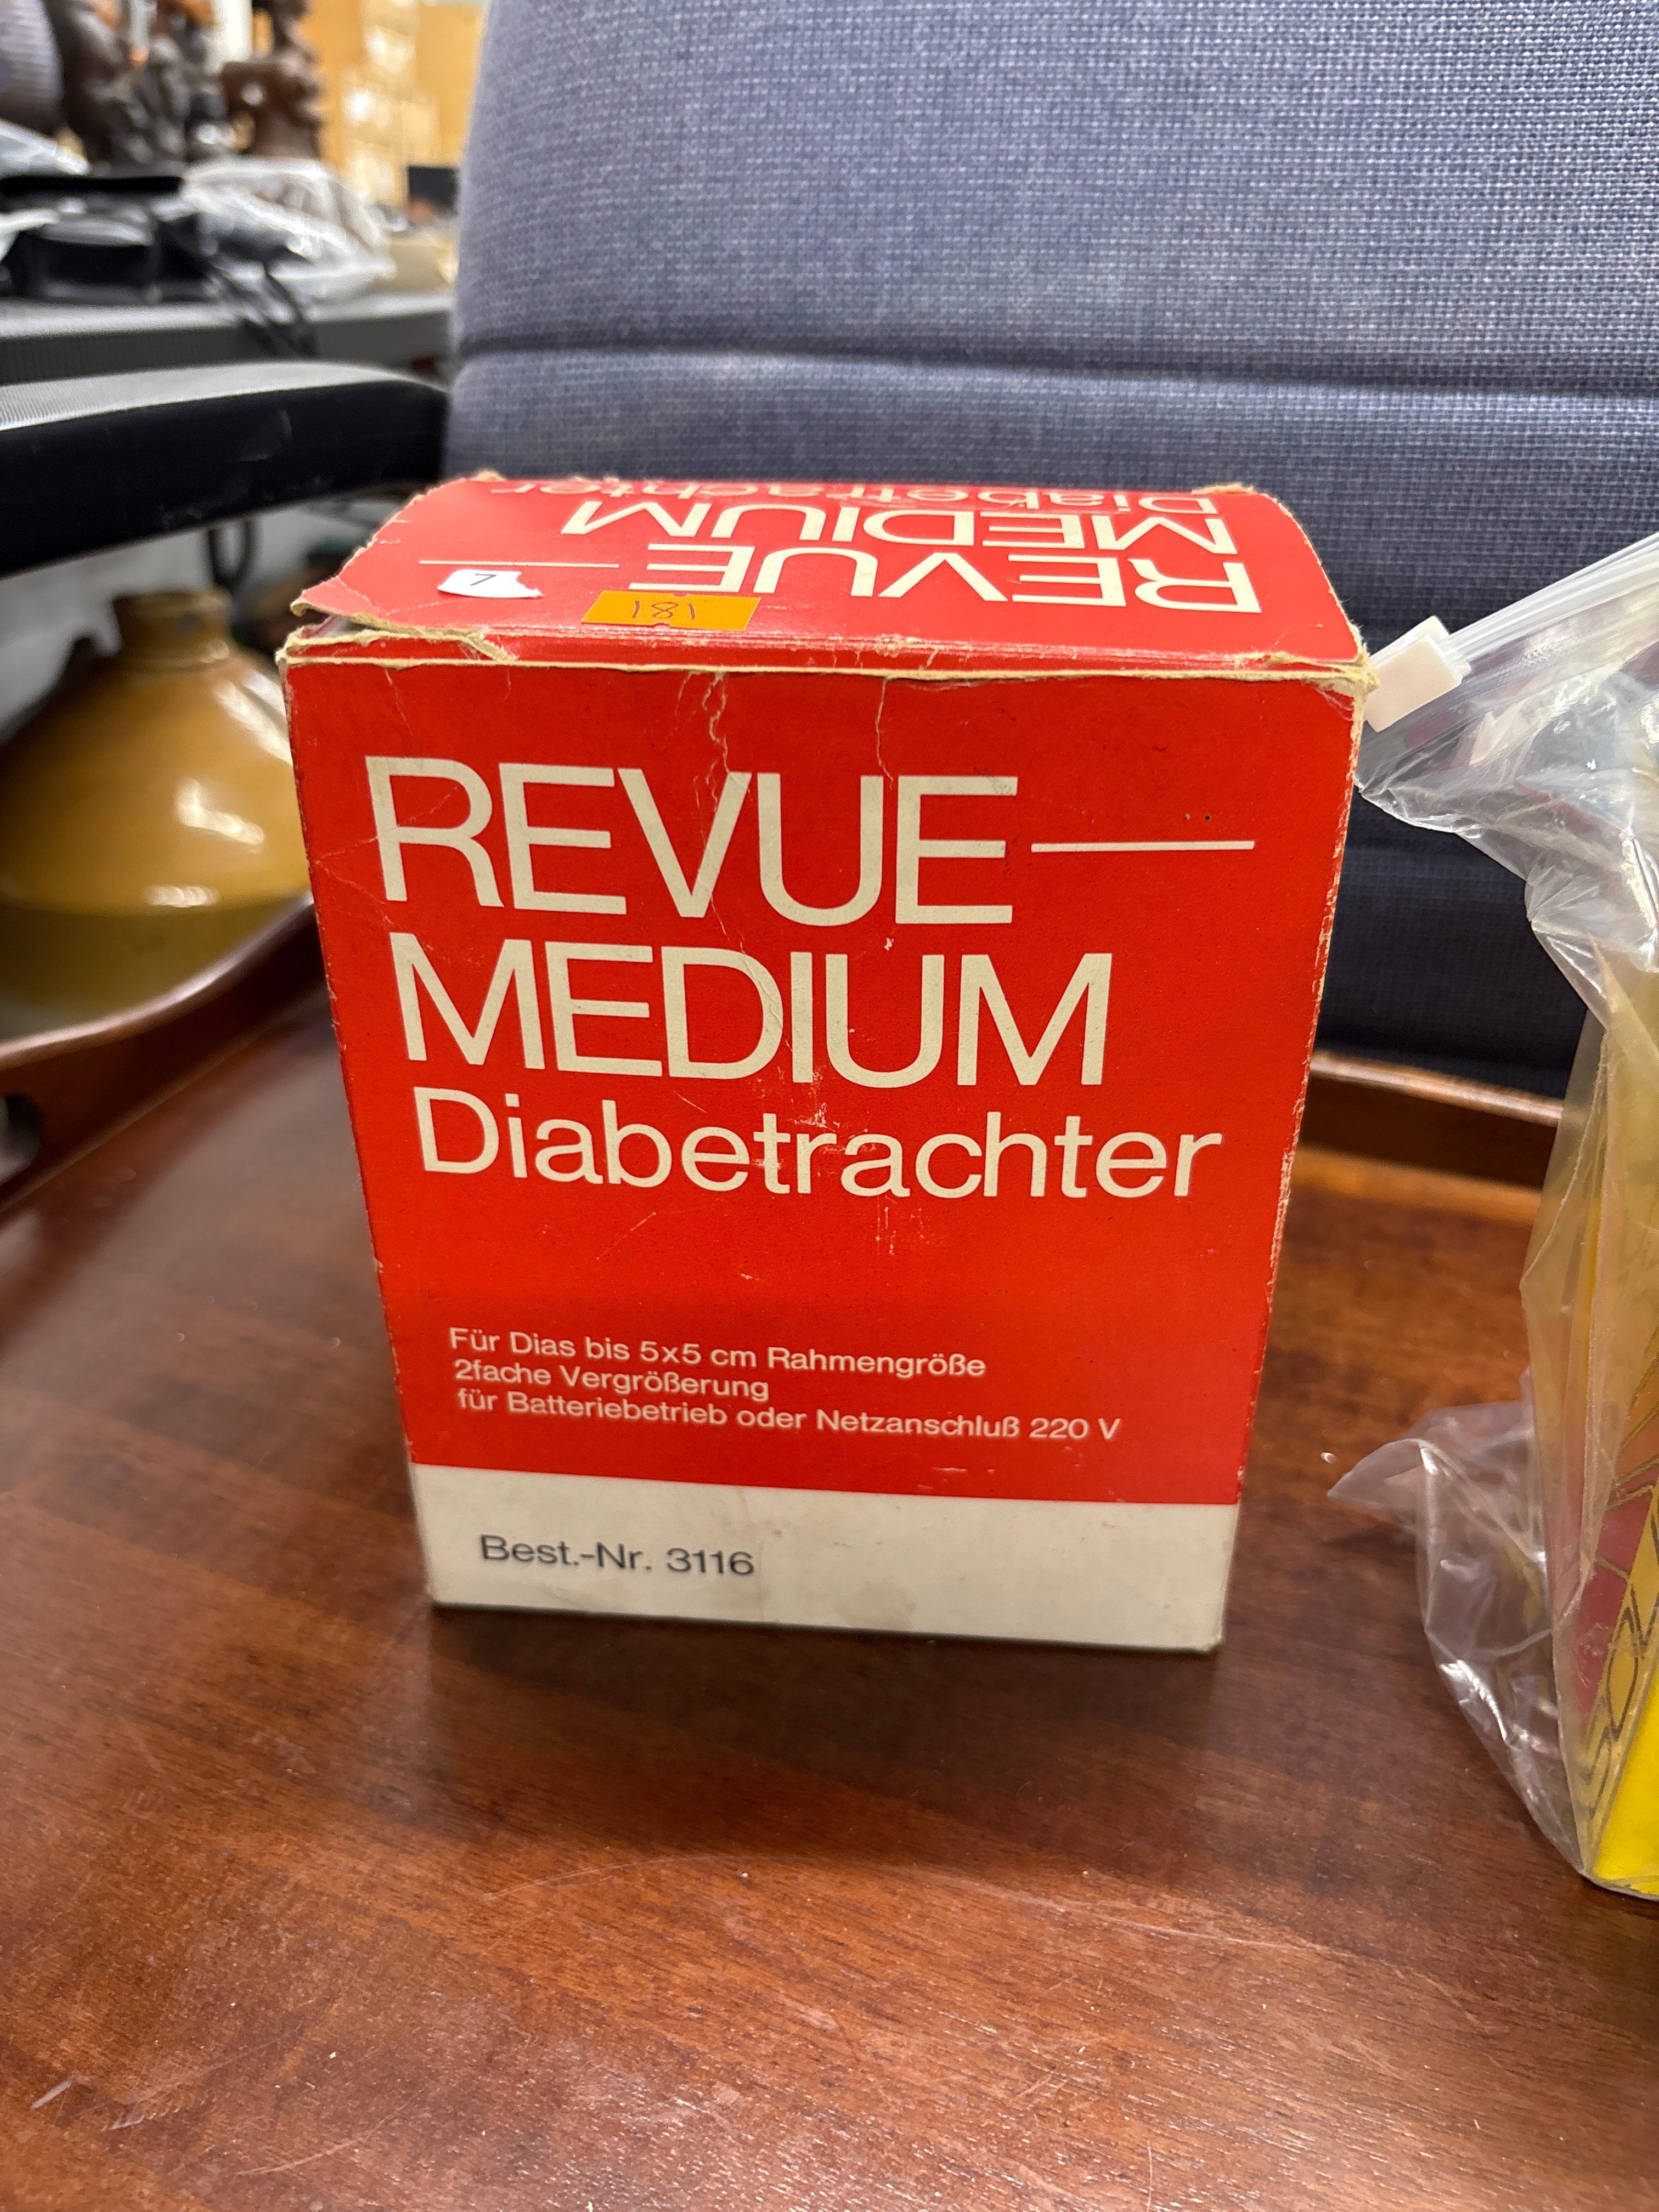 Diabetrachter
MEDIUM
REVUE
181
7
REVUE
MEDIUM
Diabetrachter
Für Dias bis 5x5 cm Rahmengröße
2fache Vergrößerung
für Batteriebetrieb oder Netzanschluß 220 V
Best.-Nr. 3116